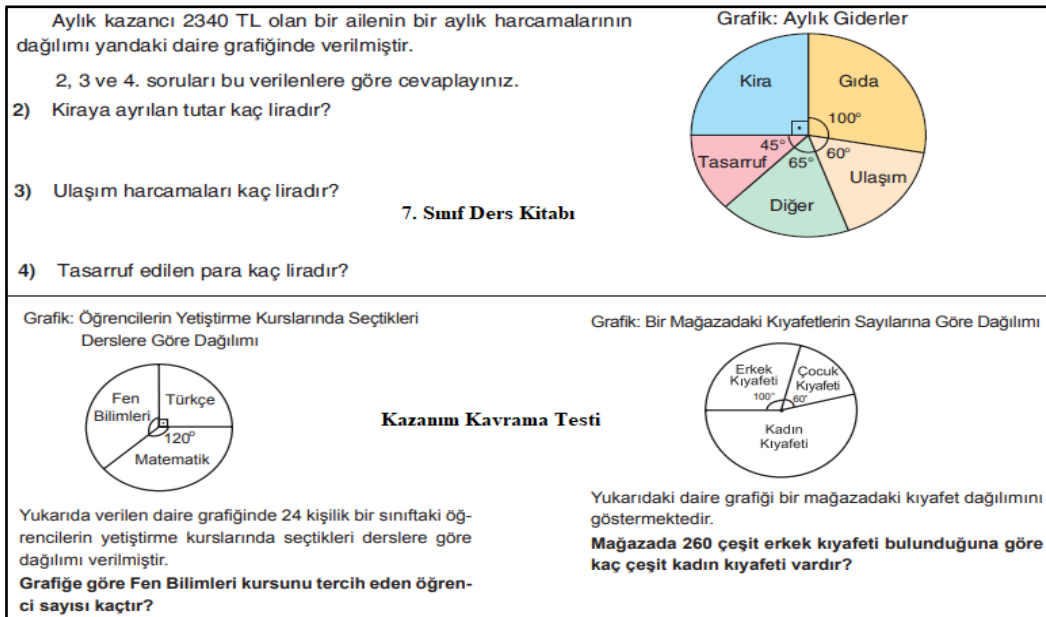 Aylık kazancı 2340 TL olan bir ailenin bir aylık harcamalarının
dağılımı yandaki daire grafiğinde verilmiştir.
2, 3 ve 4. soruları bu verilenlere göre cevaplayınız.
2) Kiraya ayrılan tutar kaç liradır?
3) Ulaşım harcamaları kaç liradır?
7. Sınıf Ders Kitabı
4) Tasarruf edilen para kaç liradır?
Grafik: Aylık Giderler
Kira
Gıda
100°
45°
60°
Tasarruf
65°
Ulaşım
Diğer
Grafik: Öğrencilerin Yetiştirme Kurslarında Seçtikleri
Derslere Göre Dağılımı
Fen
Bilimleri
Türkçe
120°
Matematik
Kazanım Kavrama Testi
Yukarıda verilen daire grafiğinde 24 kişilik bir sınıftaki öğ-
rencilerin yetiştirme kurslarında seçtikleri derslere göre
dağılımı verilmiştir.
Grafiğe göre Fen Bilimleri kursunu tercih eden öğren-
ci sayısı kaçtır?
Grafik: Bir Mağazadaki Kıyafetlerin Sayılarına Göre Dağılımı
Erkek
Kıyafeti
Çocuk
Kıyafeti
100°
60°
Kadın
Kıyafeti
Yukarıdaki daire grafiği bir mağazadaki kıyafet dağılımını
göstermektedir.
Mağazada 260 çeşit erkek kıyafeti bulunduğuna göre
kaç çeşit kadın kıyafeti vardır?